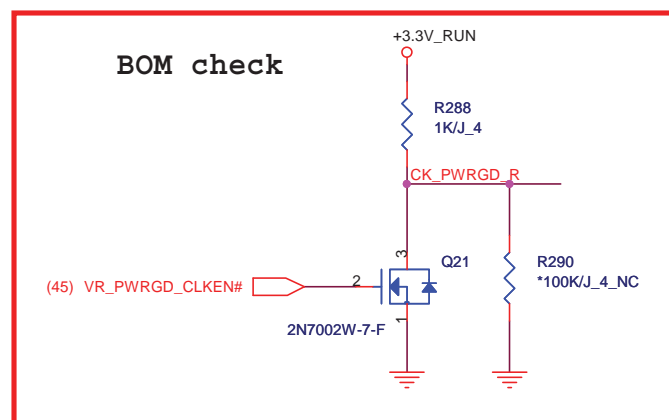 +3.3V_RUN
BOM check
R288
1K/J_4
CK_PWRGD_R
3
Q21
R290
*100K/J_4_NC
(45) VR_PWRGD_CLKEN#
2
1
2N7002W-7-F